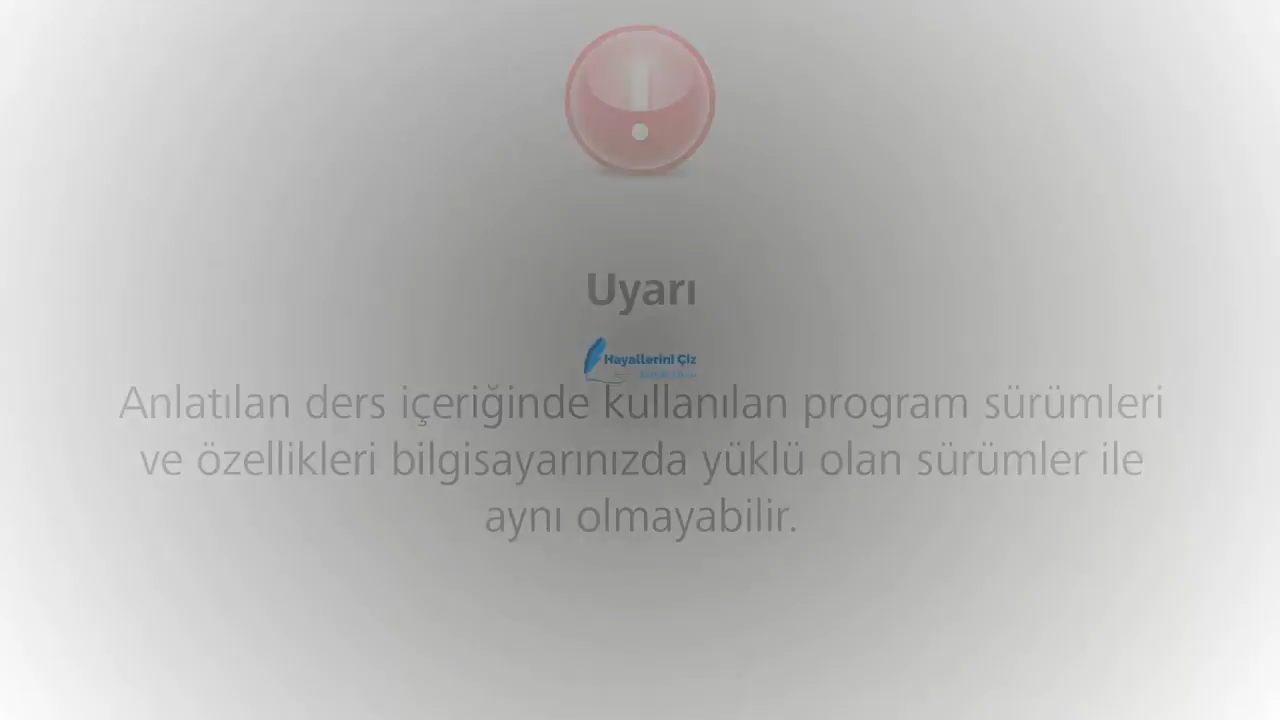 Uyarı
Hayallerini Çiz
Anlatılan ders içeriğinde kullanılan program sürümleri
ve özellikleri bilgisayarınızda yüklü olan sürümler ile
aynı olmayabilir.